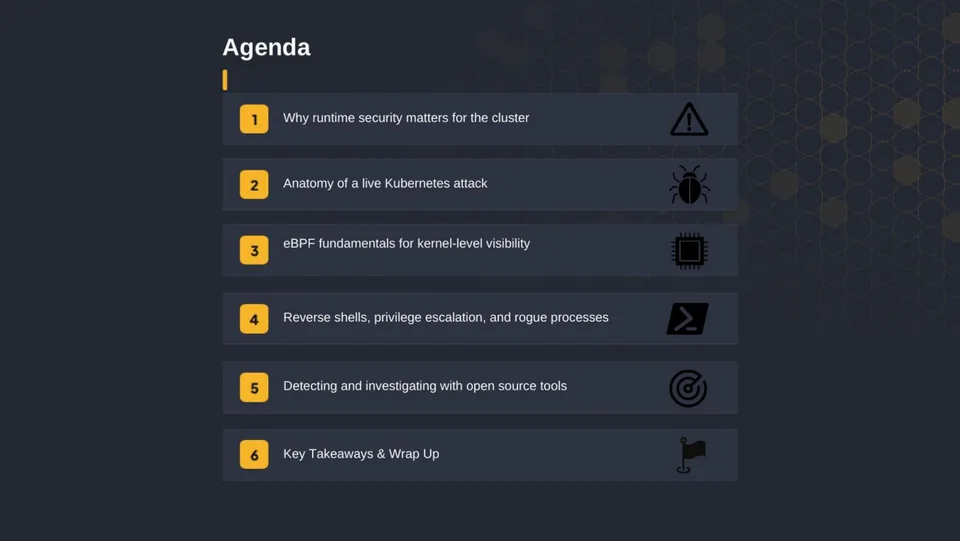 Agenda
1 Why runtime security matters for the cluster
2 Anatomy of a live Kubernetes attack
3 eBPF fundamentals for kernel-level visibility
4 Reverse shells, privilege escalation, and rogue processes
5 Detecting and investigating with open source tools
6 Key Takeaways & Wrap Up